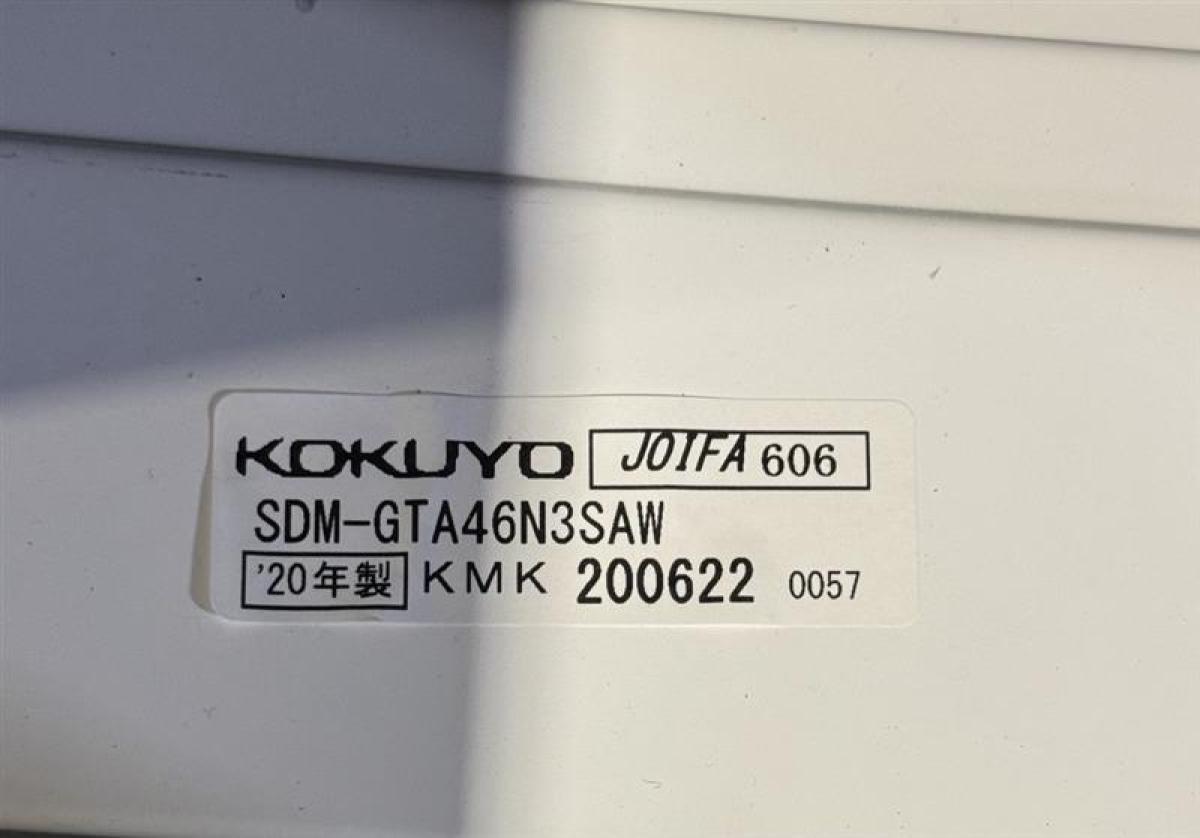 KOKUYO JOIFA 606
SDM-GTA46N3SAW
'20年製 KMK 200622 0057